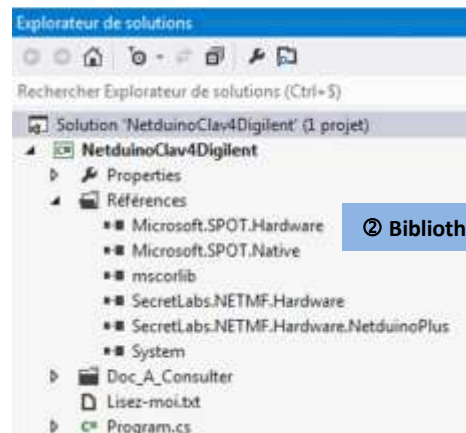 Explorateur de solutions
Rechercher Explorateur de solutions (Ctrl+$)
Solution 'NetduinoClav4Digilent' (1 projet)
NetduinoClav4Digilent
Properties
Références
Microsoft.SPOT.Hardware
② Biblioth
Microsoft.SPOT.Native
mscorlib
SecretLabs.NETMF.Hardware
SecretLabs.NETMF.Hardware.NetduinoPlus
System
Doc_A_Consulter
Lisez-moi.txt
C# Program.cs